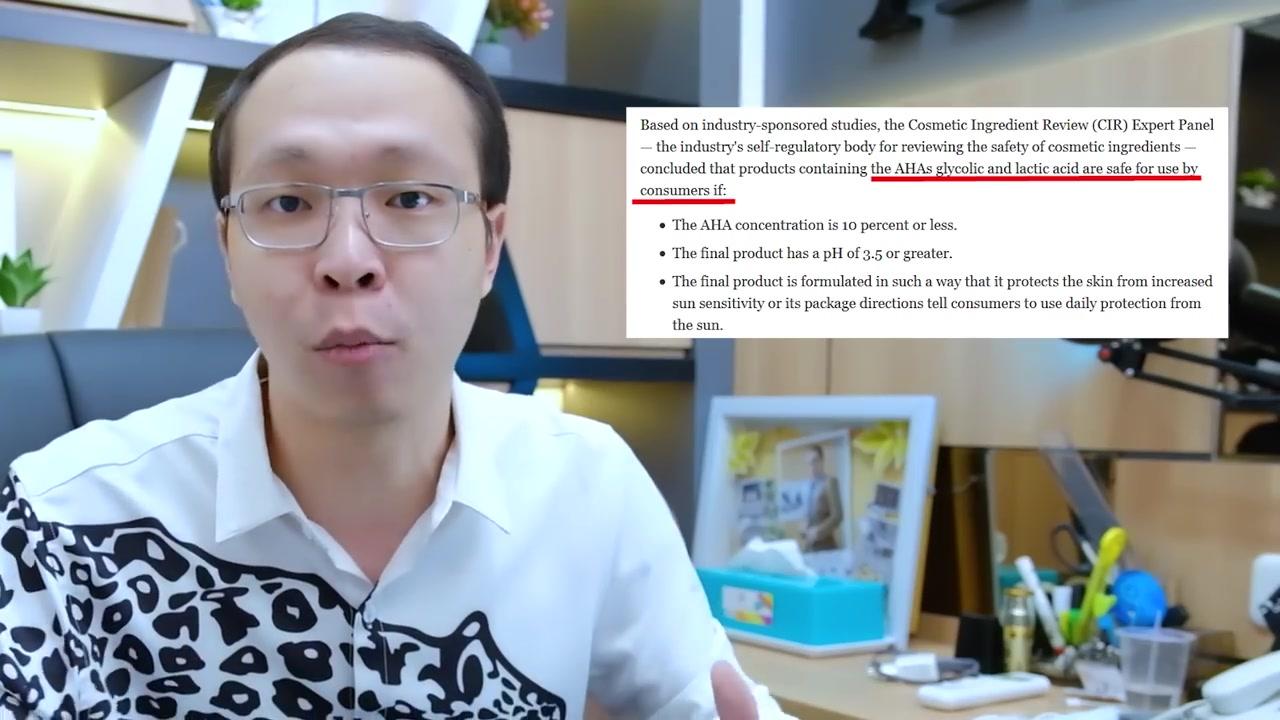 Based on industry-sponsored studies, the Cosmetic Ingredient Review (CIR) Expert Panel
— the industry's self-regulatory body for reviewing the safety of cosmetic ingredients —
concluded that products containing the AHAs glycolic and lactic acid are safe for use by
consumers if:
• The AHA concentration is 10 percent or less.
• The final product has a pH of 3.5 or greater.
• The final product is formulated in such a way that it protects the skin from increased
sun sensitivity or its package directions tell consumers to use daily protection from
the sun.